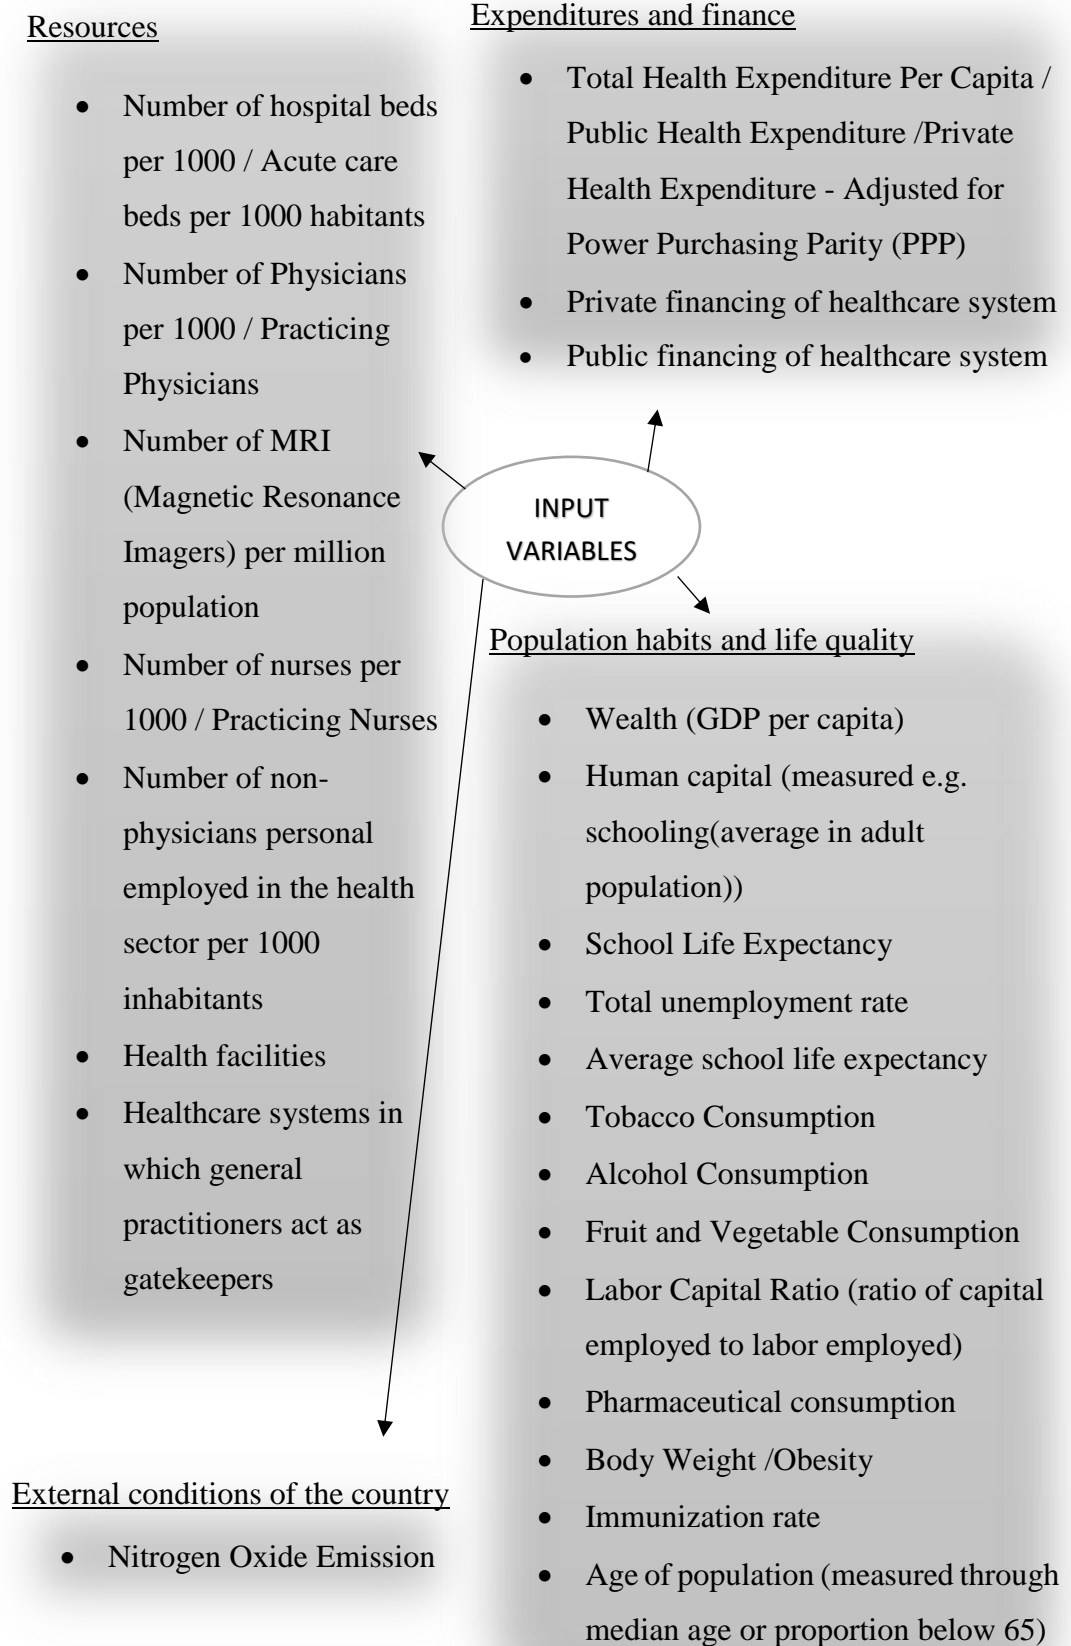 Resources
• Number of hospital beds
per 1000 / Acute care
beds per 1000 habitants
• Number of Physicians
per 1000 / Practicing
Physicians
• Number of MRI
(Magnetic Resonance
Imagers) per million
population
• Number of nurses per
1000 / Practicing Nurses
• Number of non-
physicians personal
employed in the health
sector per 1000
inhabitants
• Health facilities
• Healthcare systems in
which general
practitioners act as
gatekeepers
Expenditures and finance
• Total Health Expenditure Per Capita /
Public Health Expenditure /Private
Health Expenditure - Adjusted for
Power Purchasing Parity (PPP)
• Private financing of healthcare system
• Public financing of healthcare system
INPUT
VARIABLES
Population habits and life quality
• Wealth (GDP per capita)
• Human capital (measured e.g.
schooling(average in adult
population))
• School Life Expectancy
• Total unemployment rate
• Average school life expectancy
• Tobacco Consumption
• Alcohol Consumption
• Fruit and Vegetable Consumption
• Labor Capital Ratio (ratio of capital
employed to labor employed)
• Pharmaceutical consumption
• Body Weight /Obesity
• Immunization rate
• Age of population (measured through
median age or proportion below 65)
External conditions of the country
• Nitrogen Oxide Emission